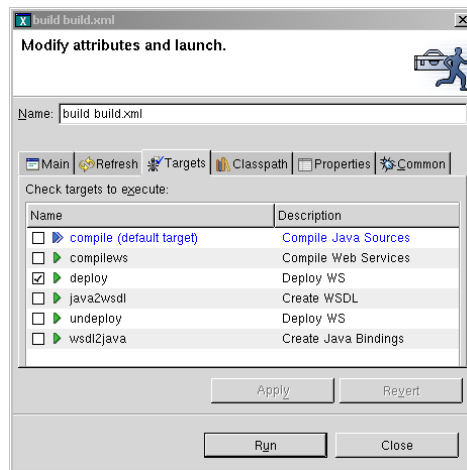 build build.xml
Modify attributes and launch.
Name: build build.xml
Main Refresh Targets Classpath Properties Common
Check targets to execute:
Name Description
compile (default target) Compile Java Sources
compilews Compile Web Services
deploy Deploy WS
java2wsdl Create WSDL
undeploy Deploy WS
wsdl2java Create Java Bindings
Apply Revert
Run Close